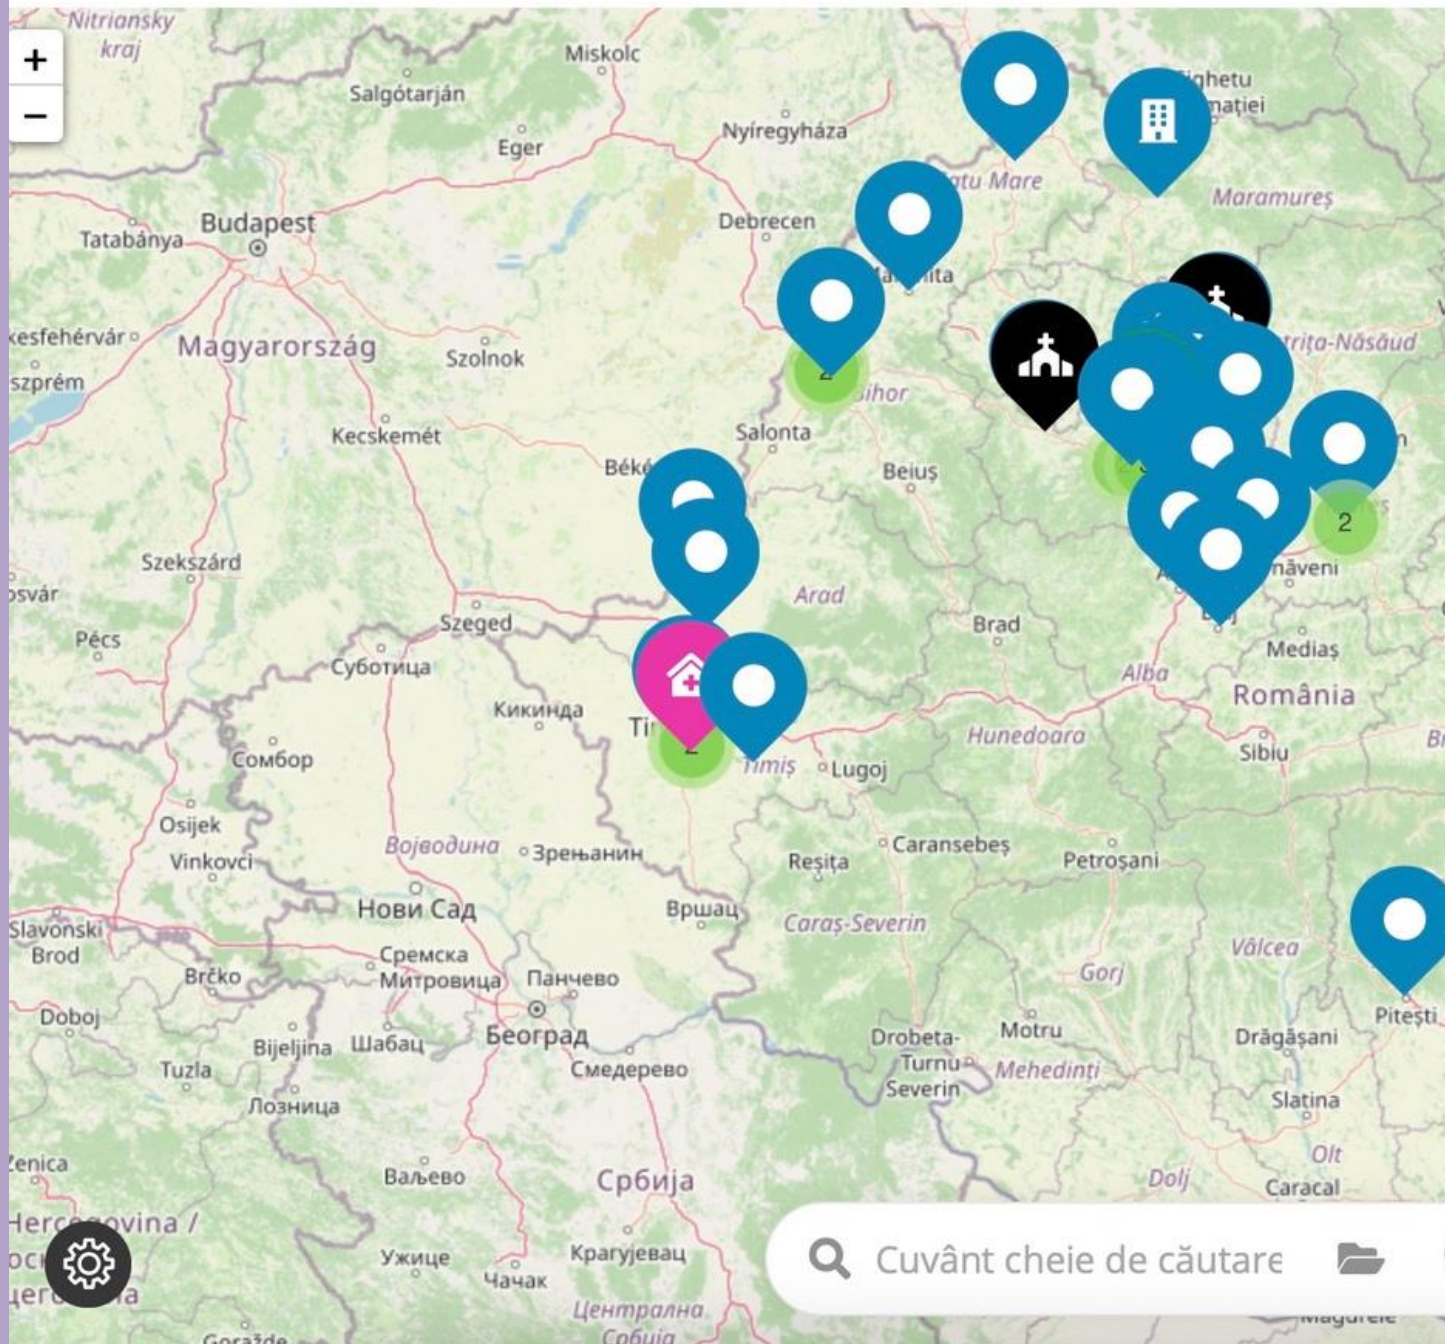 Nitriansky
kraj
+
−
Miskolc
Salgótarján
Eger
Nyíregyháza
Maramureș
Budapest
Tatabánya
Debrecen
Magyarország
Szolnok
Kecskemét
Salonta
Beiuș
2
Szekszárd
Arad
Pécs
Szeged
Суботица
Brad
Mediaș
Alba
România
Кикинда
Сомбор
Hunedoara
Sibiu
2
Timiș
Lugoj
Osijek
Vinkovci
Војводина
Зрењанин
Reșița
Caransebeș
Petroșani
Нови Сад
Вршац
Caraș-Severin
Slavonski
Brod
Brčko
Сремска
Митровица
Панчево
Vâlcea
Gorj
Doboj
Bijeljina
Шабац
Београд
Смедерево
Drobeta-
Turnu
Severin
Motru
Mehedinți
Drăgășani
Pitești
Tuzla
Лозница
Slatina
Olt
Ваљево
Србија
Dolj
Caracal
Ужице
Чачак
Крагујевац
Cuvânt cheie de căutare
Централна
Србија
Goražde